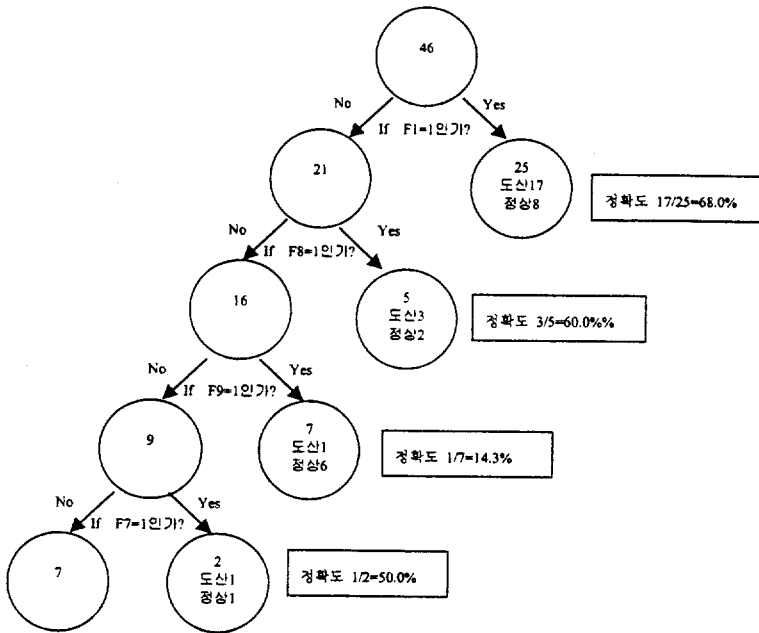 46
No
Yes
If F1=1인가?
21
25
도산17
정상8
정확도 17/25=68.0%
No
Yes
If F8=1인가?
16
5
도산3
정상2
정확도 3/5=60.0%%
No
Yes
If F9=1인가?
9
7
도산1
정상6
정확도 1/7=14.3%
No
Yes
If F7=1인가?
7
2
도산1
정상1
정확도 1/2=50.0%